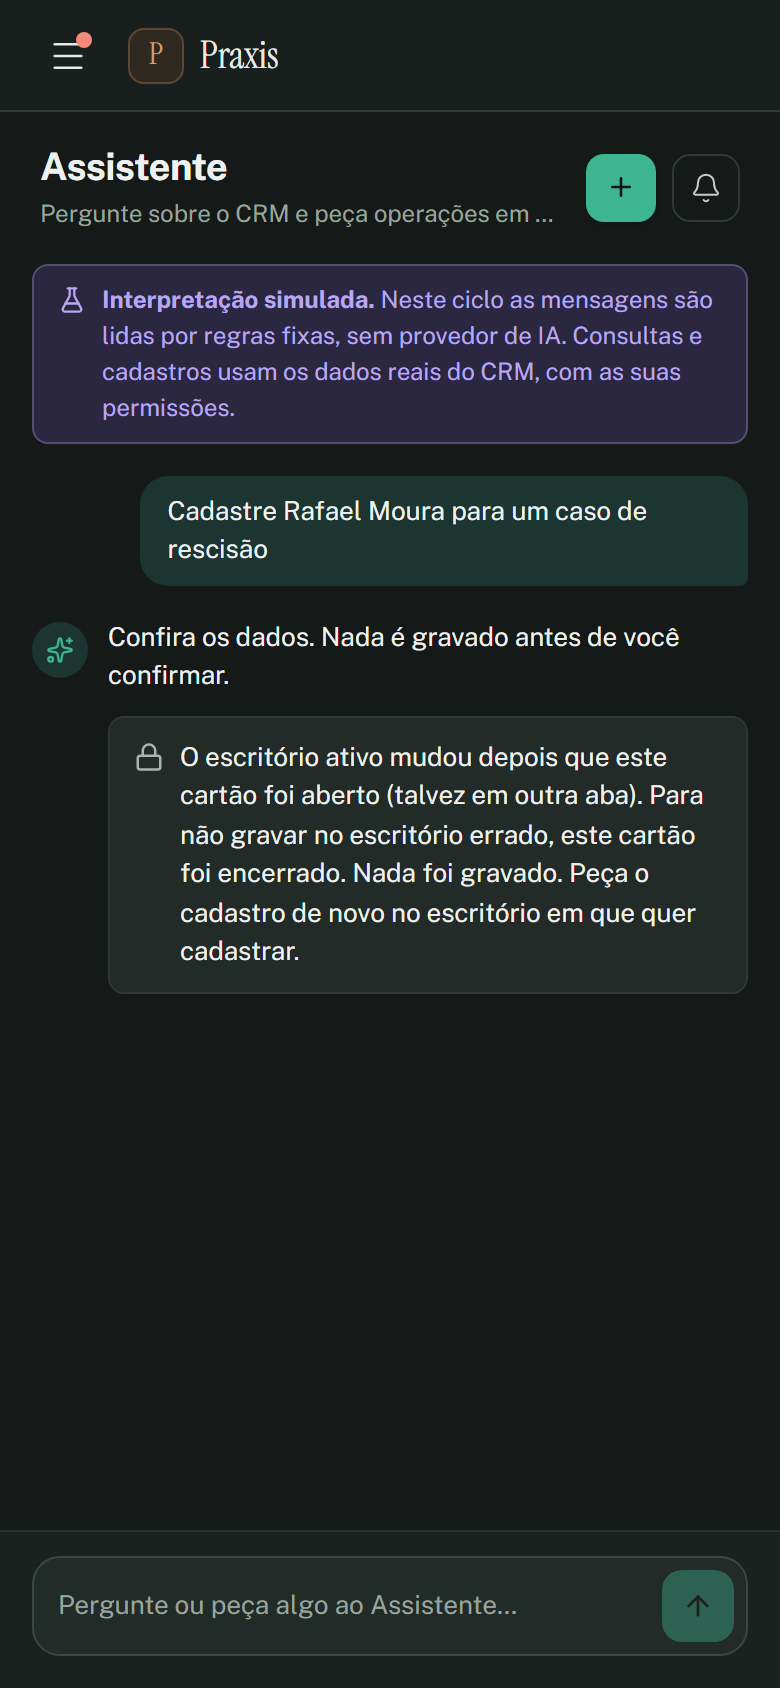 P Praxis
Assistente
Pergunte sobre o CRM e peça operações em ...
Interpretação simulada. Neste ciclo as mensagens são
lidas por regras fixas, sem provedor de IA. Consultas e
cadastros usam os dados reais do CRM, com as suas
permissões.
Cadastre Rafael Moura para um caso de
rescisão
Confira os dados. Nada é gravado antes de você
confirmar.
O escritório ativo mudou depois que este
cartão foi aberto (talvez em outra aba). Para
não gravar no escritório errado, este cartão
foi encerrado. Nada foi gravado. Peça o
cadastro de novo no escritório em que quer
cadastrar.
Pergunte ou peça algo ao Assistente...